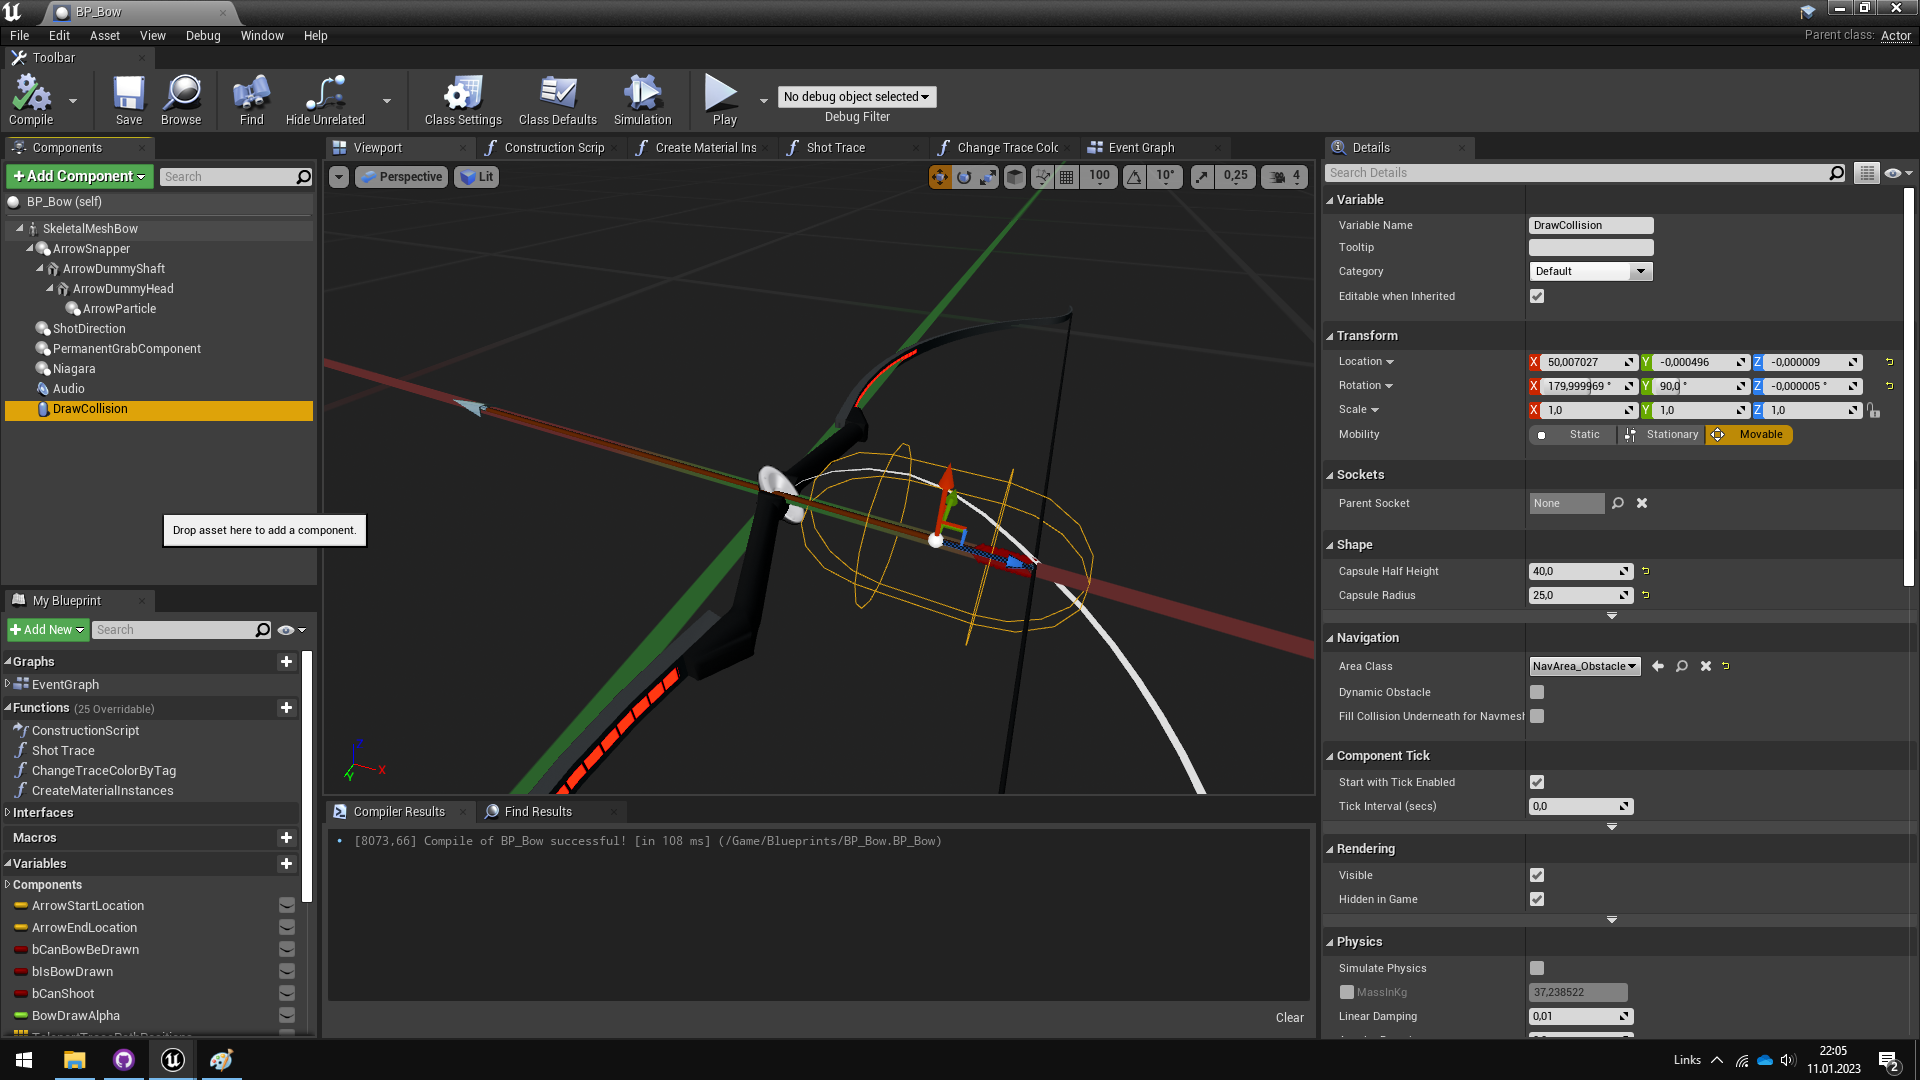 BP_Bow
File Edit Asset View Debug Window Help
Parent class: Actor
Toolbar
Compile
Save
Browse
Find
Hide Unrelated
Class Settings
Class Defaults
Simulation
Play
No debug object selected
Debug Filter
Components
+Add Component
Search
BP_Bow (self)
SkeletalMeshBow
ArrowSnapper
ArrowDummyShaft
ArrowDummyHead
ArrowParticle
ShotDirection
PermanentGrabComponent
Niagara
Audio
DrawCollision
Drop asset here to add a component.
My Blueprint
+Add New
Search
Graphs
EventGraph
Functions (25 Overridable)
ConstructionScript
Shot Trace
ChangeTraceColorByTag
CreateMaterialInstances
Interfaces
Macros
Variables
Components
ArrowStartLocation
ArrowEndLocation
bCanBowBeDrawn
bIsBowDrawn
bCanShoot
BowDrawAlpha
Viewport
Construction Scrip
Create Material Ins
Shot Trace
Change Trace Colc
Event Graph
Perspective
Lit
100
10°
0,25
4
Z
X
Y
Compiler Results
Find Results
[8073,66] Compile of BP_Bow successful! [in 108 ms] (/Game/Blueprints/BP_Bow.BP_Bow)
Clear
Details
Search Details
Variable
Variable Name DrawCollision
Tooltip
Category Default
Editable when Inherited
Transform
Location X 50,007027 Y -0,000496 Z -0,000009
Rotation X 179,999969 ° Y 90,0 ° Z -0,000005 °
Scale X 1,0 Y 1,0 Z 1,0
Mobility Static Stationary Movable
Sockets
Parent Socket None
Shape
Capsule Half Height 40,0
Capsule Radius 25,0
Navigation
Area Class NavArea_Obstacle
Dynamic Obstacle
Fill Collision Underneath for Navmesh
Component Tick
Start with Tick Enabled
Tick Interval (secs) 0,0
Rendering
Visible
Hidden in Game
Physics
Simulate Physics
MassInKg 37,238522
Linear Damping 0,01
Links
22:05
11.01.2023
2